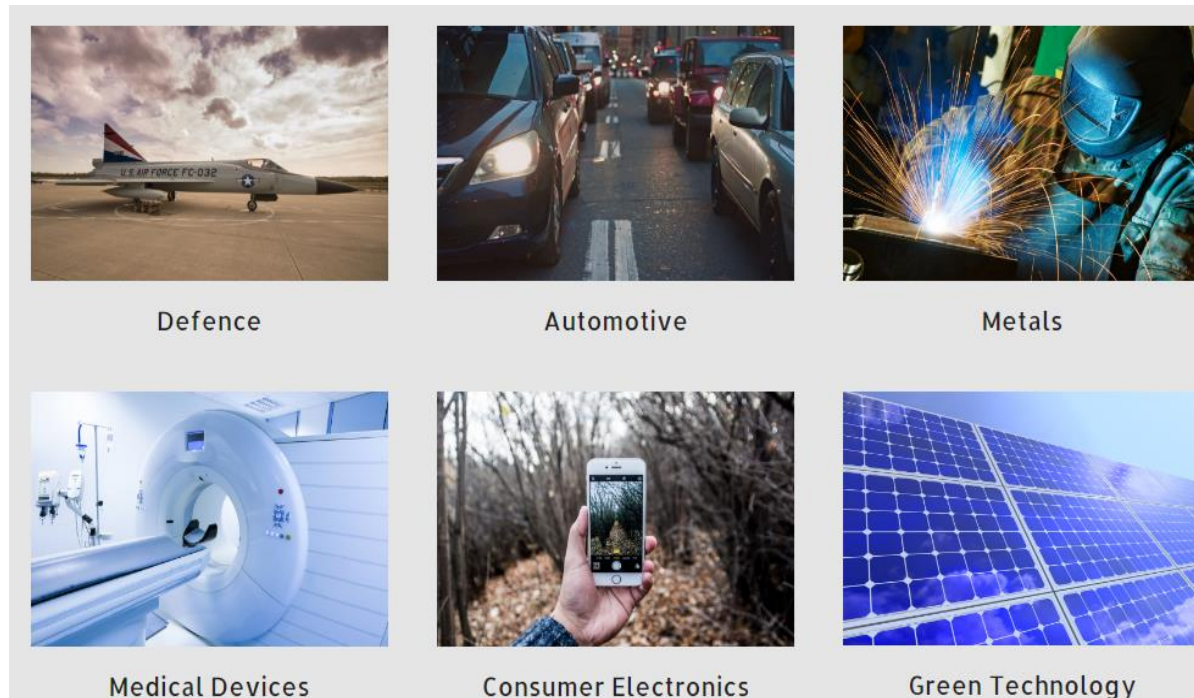 U.S. AIR FORCE FC-032
Defence
Automotive
Metals
Medical Devices
Consumer Electronics
Green Technology